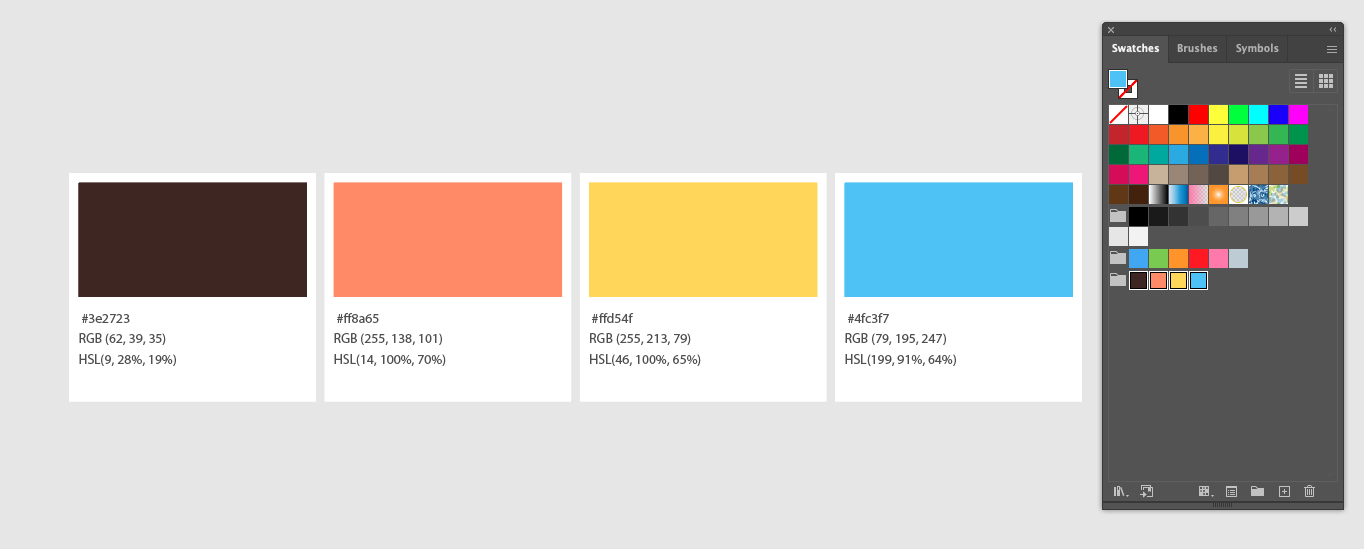 Swatches Brushes Symbols
#3e2723
RGB (62, 39, 35)
HSL(9, 28%, 19%)
#ff8a65
RGB (255, 138, 101)
HSL(14, 100%, 70%)
#ffd54f
RGB (255, 213, 79)
HSL(46, 100%, 65%)
#4fc3f7
RGB (79, 195, 247)
HSL(199, 91%, 64%)